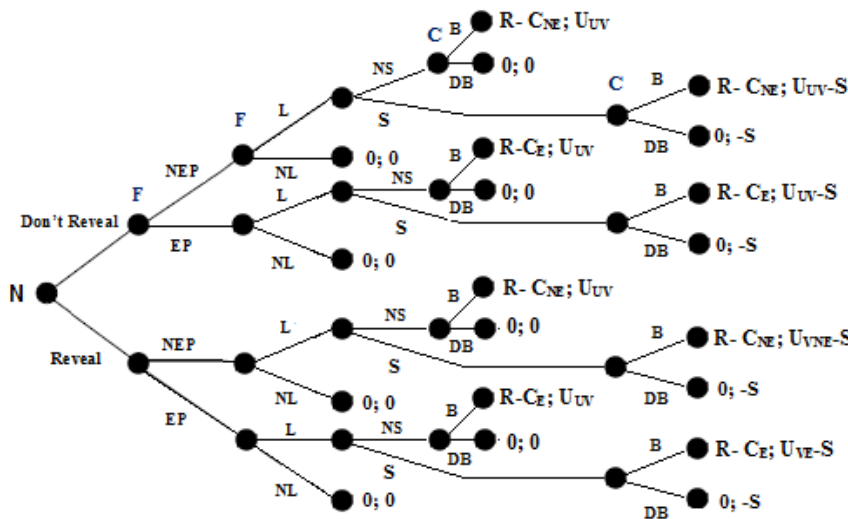 C B R- C_NE; U_UV
NS DB 0; 0
C B R- C_NE; U_UV-S
F L S
DB 0; -S
NEP NL 0; 0
B R-C_E; U_UV
F L NS DB 0; 0
B R- C_E; U_UV-S
Don't Reveal EP S
DB 0; -S
NL 0; 0
N
B R- C_NE; U_UV
L NS DB 0; 0
Reveal NEP S B R- C_NE; U_VNE-S
DB 0; -S
NL 0; 0
B R-C_E; U_UV
EP L NS DB 0; 0
S B R- C_E; U_VE-S
NL 0; 0
DB 0; -S